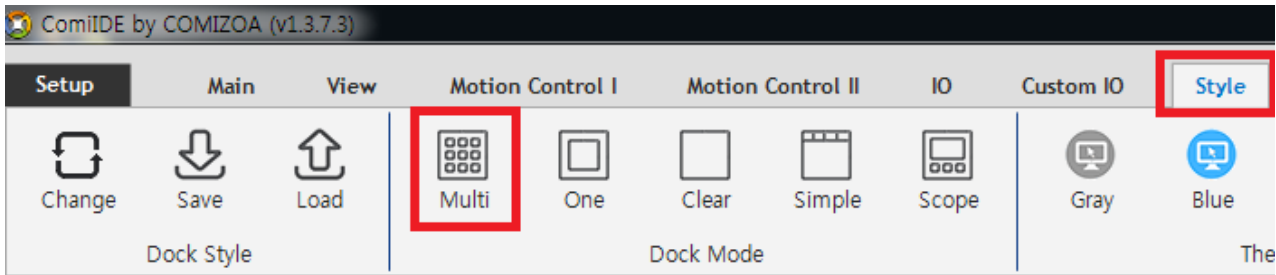 ComiIDE by COMIZOA (v1.3.7.3)
Setup Main View Motion Control I Motion Control II IO Custom IO Style
Change Save Load Multi One Clear Simple Scope Gray Blue
Dock Style Dock Mode The